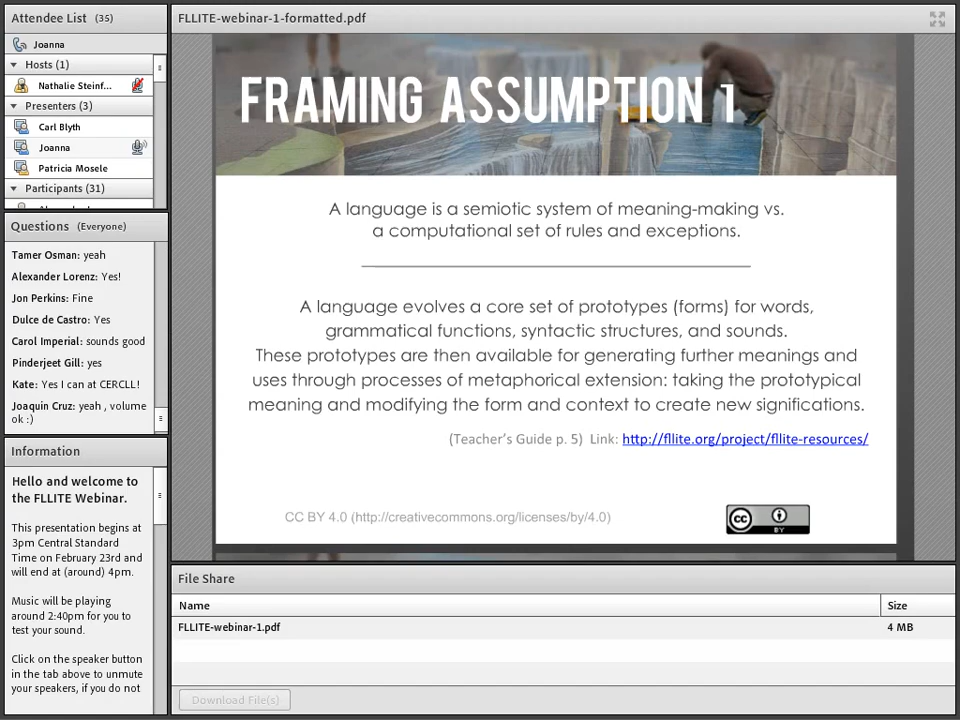 Attendee List (35)
Joanna
Hosts (1)
Nathalie Steinf...
Presenters (3)
Carl Blyth
Joanna
Patricia Mosele
Participants (31)
Questions (Everyone)
Tamer Osman: yeah
Alexander Lorenz: Yes!
Jon Perkins: Fine
Dulce de Castro: Yes
Carol Imperial: sounds good
Pinderjeet Gill: yes
Kate: Yes I can at CERCLL!
Joaquin Cruz: yeah , volume
ok :)
Information
Hello and welcome to
the FLLITE Webinar.
This presentation begins at
3pm Central Standard
Time on February 23rd and
will end at (around) 4pm.
Music will be playing
around 2:40pm for you to
test your sound.
Click on the speaker button
in the tab above to unmute
your speakers, if you do not
FLLITE-webinar-1-formatted.pdf
FRAMING ASSUMPTION 1
A language is a semiotic system of meaning-making vs.
a computational set of rules and exceptions.
A language evolves a core set of prototypes (forms) for words,
grammatical functions, syntactic structures, and sounds.
These prototypes are then available for generating further meanings and
uses through processes of metaphorical extension: taking the prototypical
meaning and modifying the form and context to create new significations.
(Teacher's Guide p. 5) Link: http://fllite.org/project/fllite-resources/
CC BY 4.0 (http://creativecommons.org/licenses/by/4.0)
cc
BY
File Share
Name Size
FLLITE-webinar-1.pdf 4 MB
Download File(s)